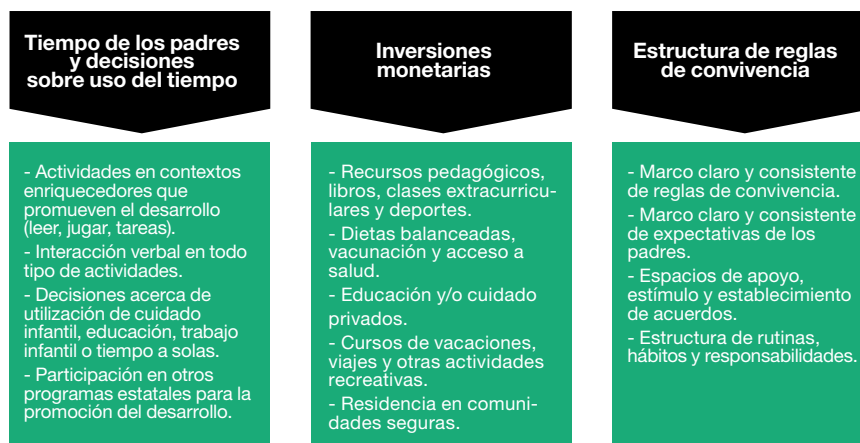 Tiempo de los padres
y decisiones
sobre uso del tiempo
- Actividades en contextos
enriquecedores que
promueven el desarrollo
(leer, jugar, tareas).
- Interacción verbal en todo
tipo de actividades.
- Decisiones acerca de
utilización de cuidado
infantil, educación, trabajo
infantil o tiempo a solas.
- Participación en otros
programas estatales para la
promoción del desarrollo.
Inversiones
monetarias
- Recursos pedagógicos,
libros, clases extracurricu-
lares y deportes.
- Dietas balanceadas,
vacunación y acceso a
salud.
- Educación y/o cuidado
privados.
- Cursos de vacaciones,
viajes y otras actividades
recreativas.
- Residencia en comuni-
dades seguras.
Estructura de reglas
de convivencia
- Marco claro y consistente
de reglas de convivencia.
- Marco claro y consistente
de expectativas de los
padres.
- Espacios de apoyo,
estímulo y establecimiento
de acuerdos.
- Estructura de rutinas,
hábitos y responsabilidades.